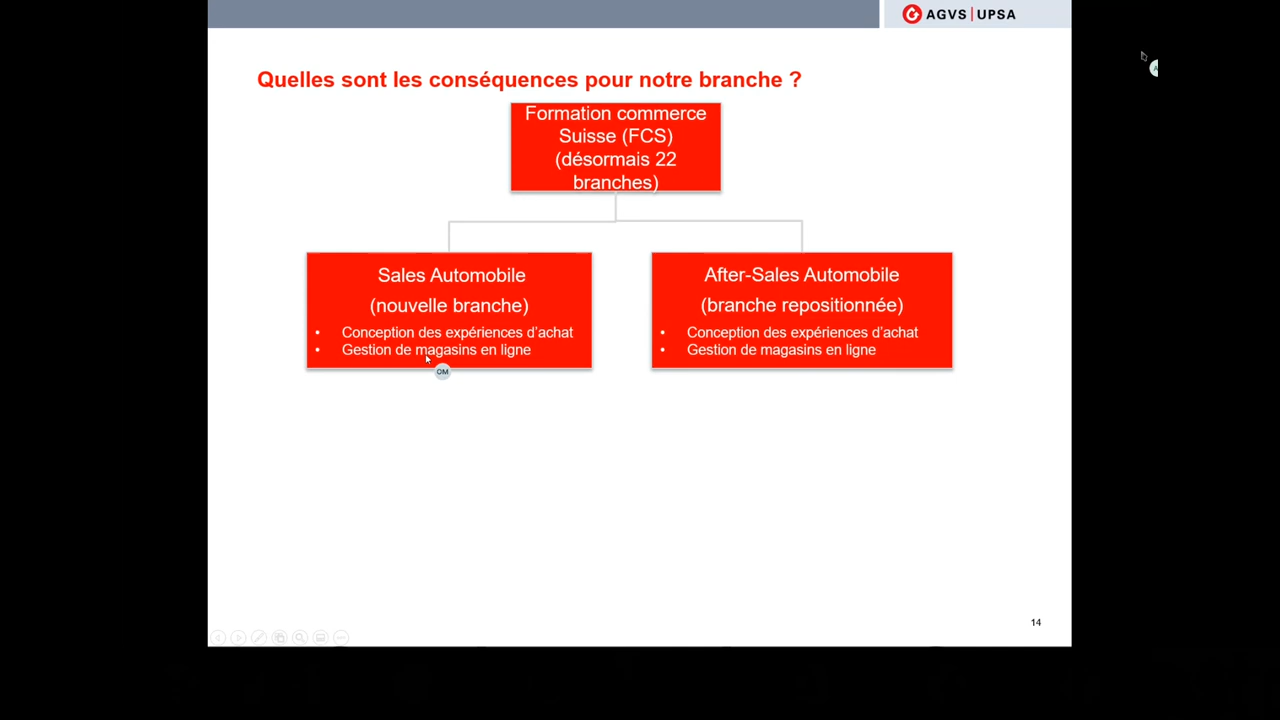 AGVS | UPSA
Quelles sont les conséquences pour notre branche ?
Formation commerce
Suisse (FCS)
(désormais 22
branches)
Sales Automobile
(nouvelle branche)
• Conception des expériences d'achat
• Gestion de magasins en ligne
After-Sales Automobile
(branche repositionnée)
• Conception des expériences d'achat
• Gestion de magasins en ligne
OM
14